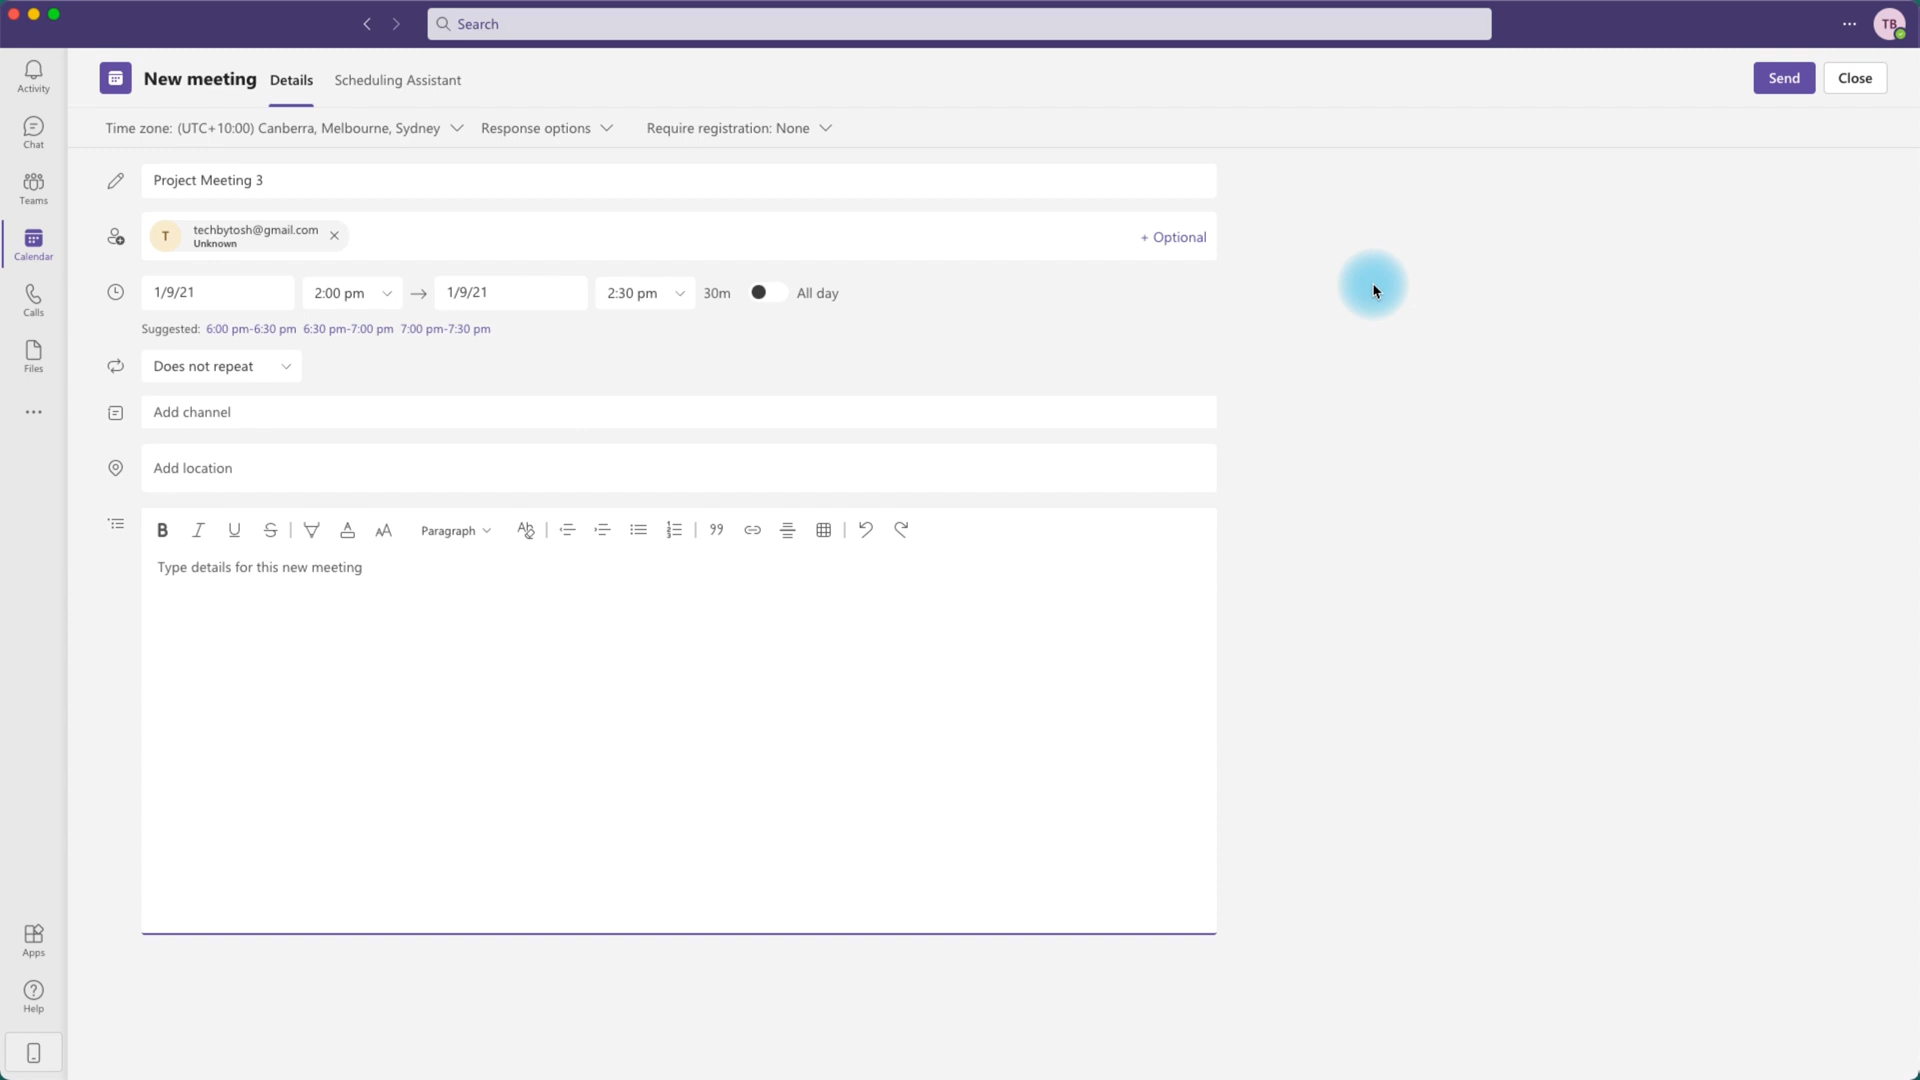 Search
TB
Activity
Chat
Teams
Calendar
Calls
Files
Apps
Help
New meeting Details Scheduling Assistant
Send Close
Time zone: (UTC+10:00) Canberra, Melbourne, Sydney Response options Require registration: None
Project Meeting 3
T techbytosh@gmail.com
Unknown
+ Optional
1/9/21 2:00 pm → 1/9/21 2:30 pm 30m All day
Suggested: 6:00 pm-6:30 pm 6:30 pm-7:00 pm 7:00 pm-7:30 pm
Does not repeat
Add channel
Add location
Paragraph
Type details for this new meeting